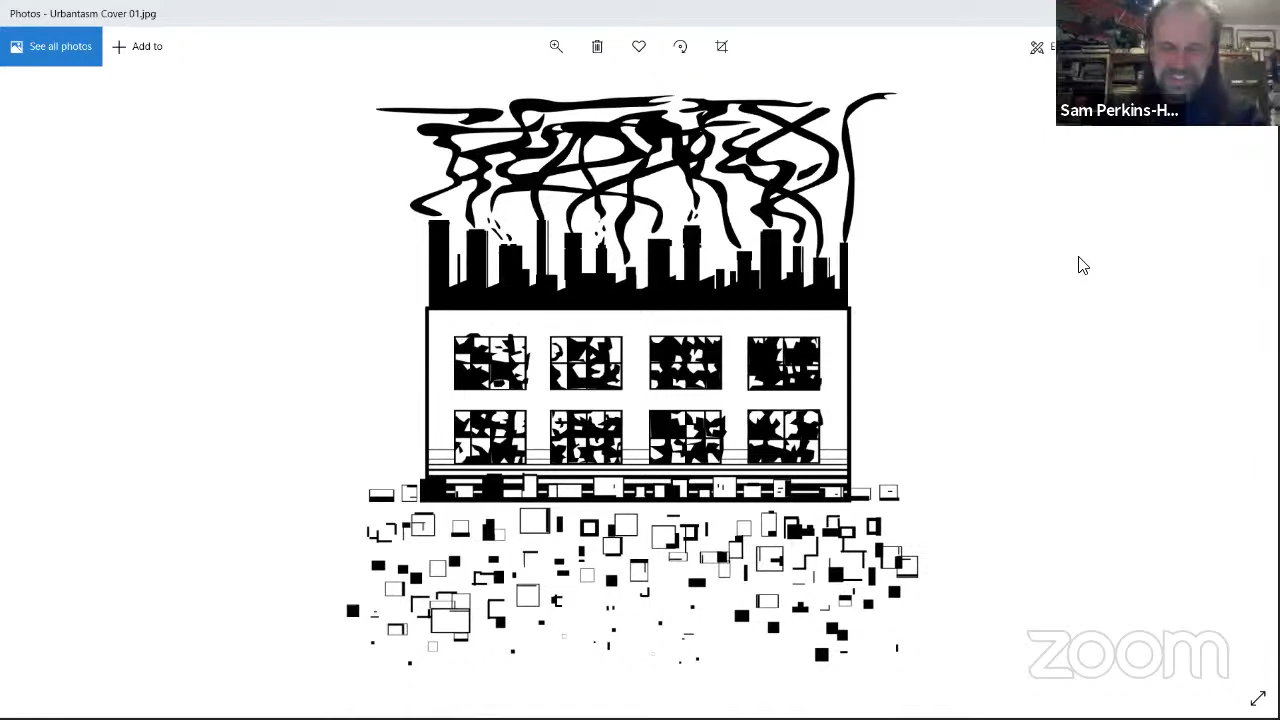 Photos - Urbantasm Cover 01.jpg
See all photos
Add to
Sam Perkins-H...
zoom